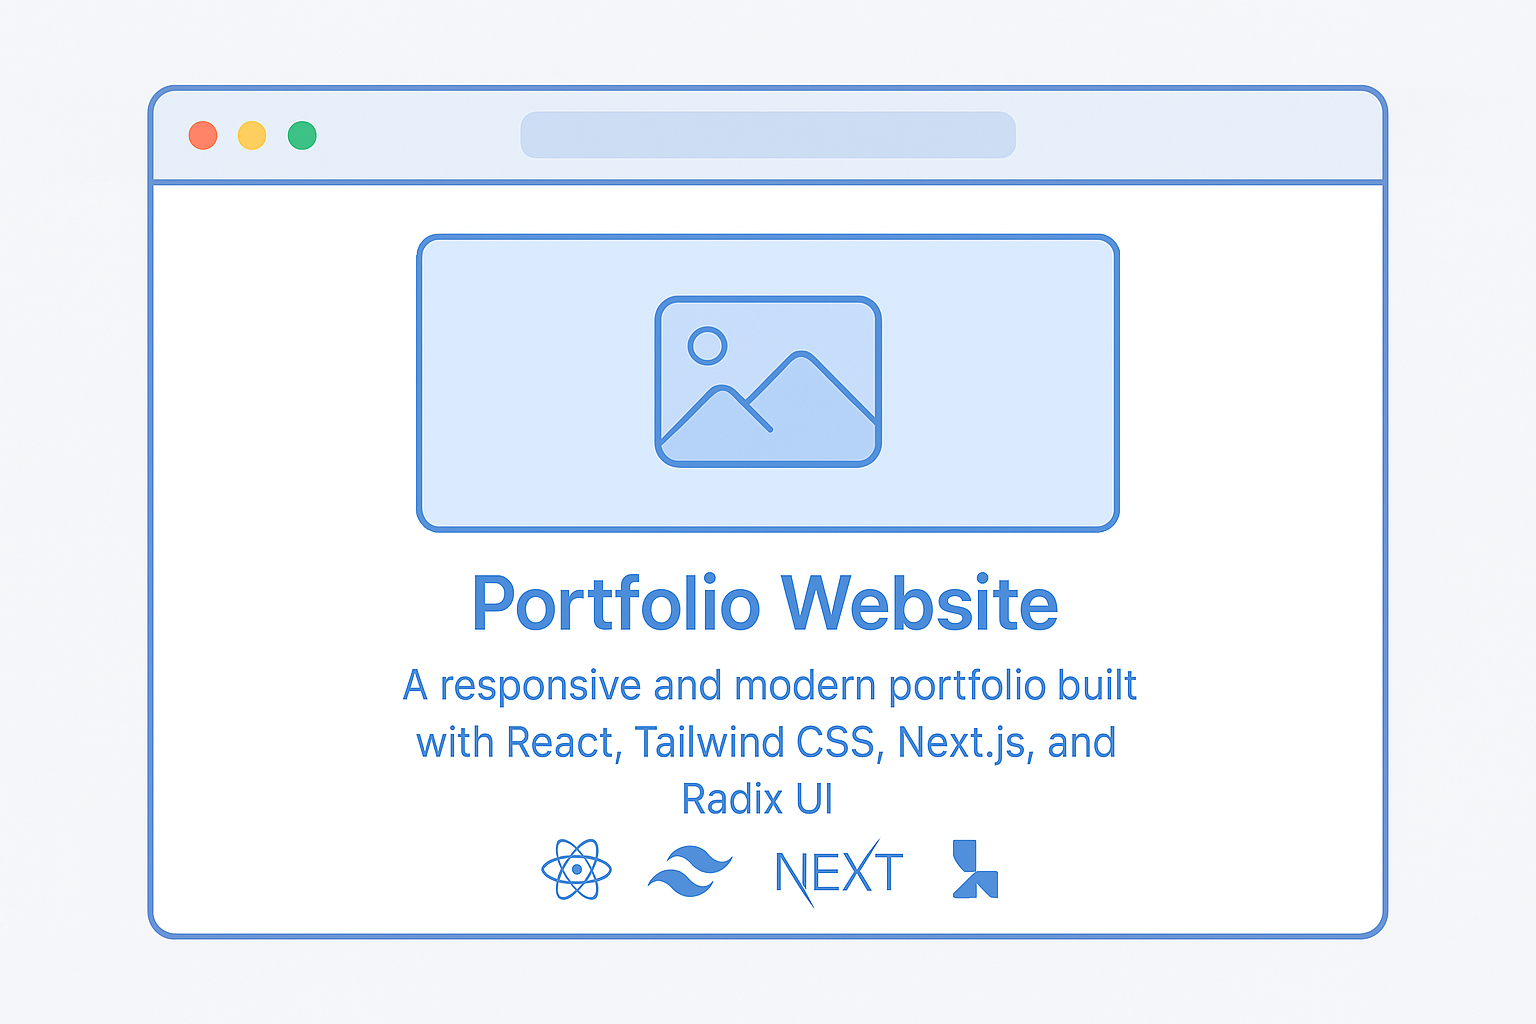 Portfolio Website
A responsive and modern portfolio built
with React, Tailwind CSS, Next.js, and
Radix UI
NEXT